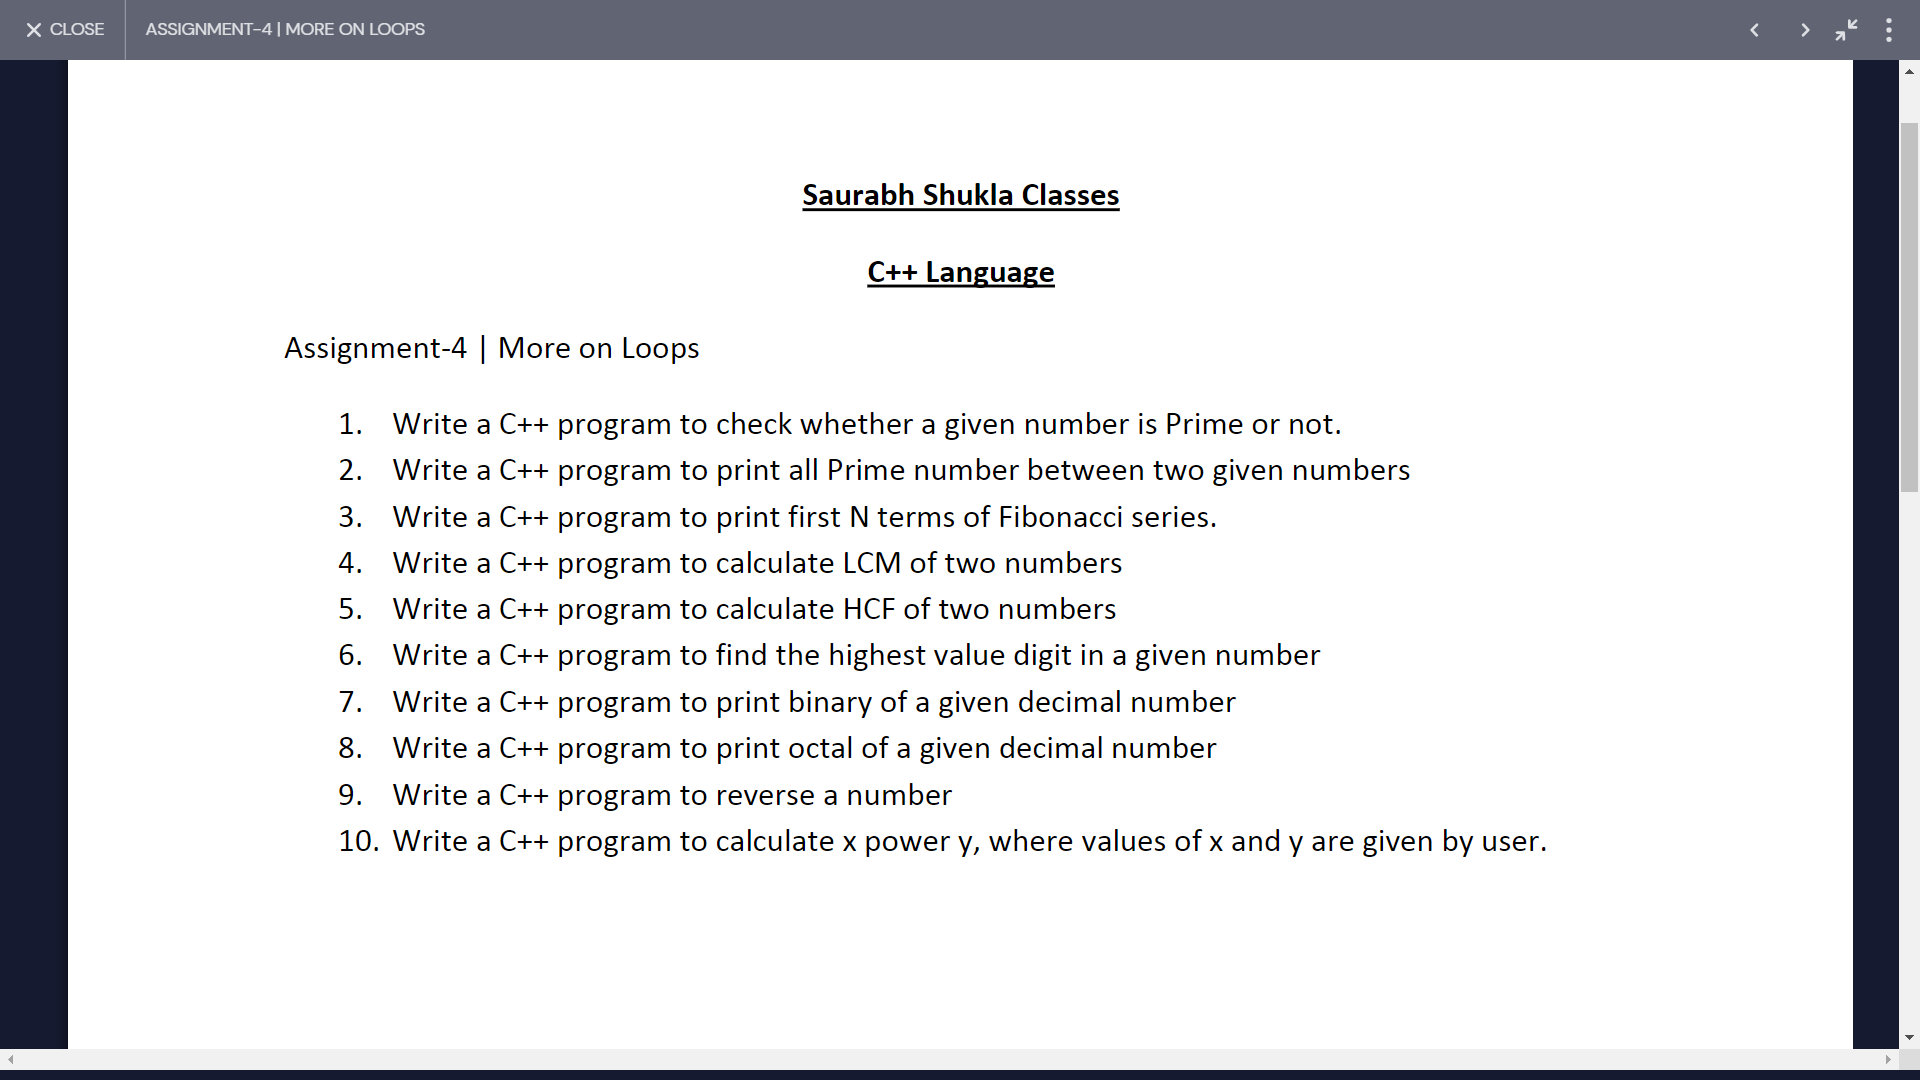 CLOSE ASSIGNMENT-4 | MORE ON LOOPS
Saurabh Shukla Classes
C++ Language
Assignment-4 | More on Loops
1. Write a C++ program to check whether a given number is Prime or not.
2. Write a C++ program to print all Prime number between two given numbers
3. Write a C++ program to print first N terms of Fibonacci series.
4. Write a C++ program to calculate LCM of two numbers
5. Write a C++ program to calculate HCF of two numbers
6. Write a C++ program to find the highest value digit in a given number
7. Write a C++ program to print binary of a given decimal number
8. Write a C++ program to print octal of a given decimal number
9. Write a C++ program to reverse a number
10. Write a C++ program to calculate x power y, where values of x and y are given by user.